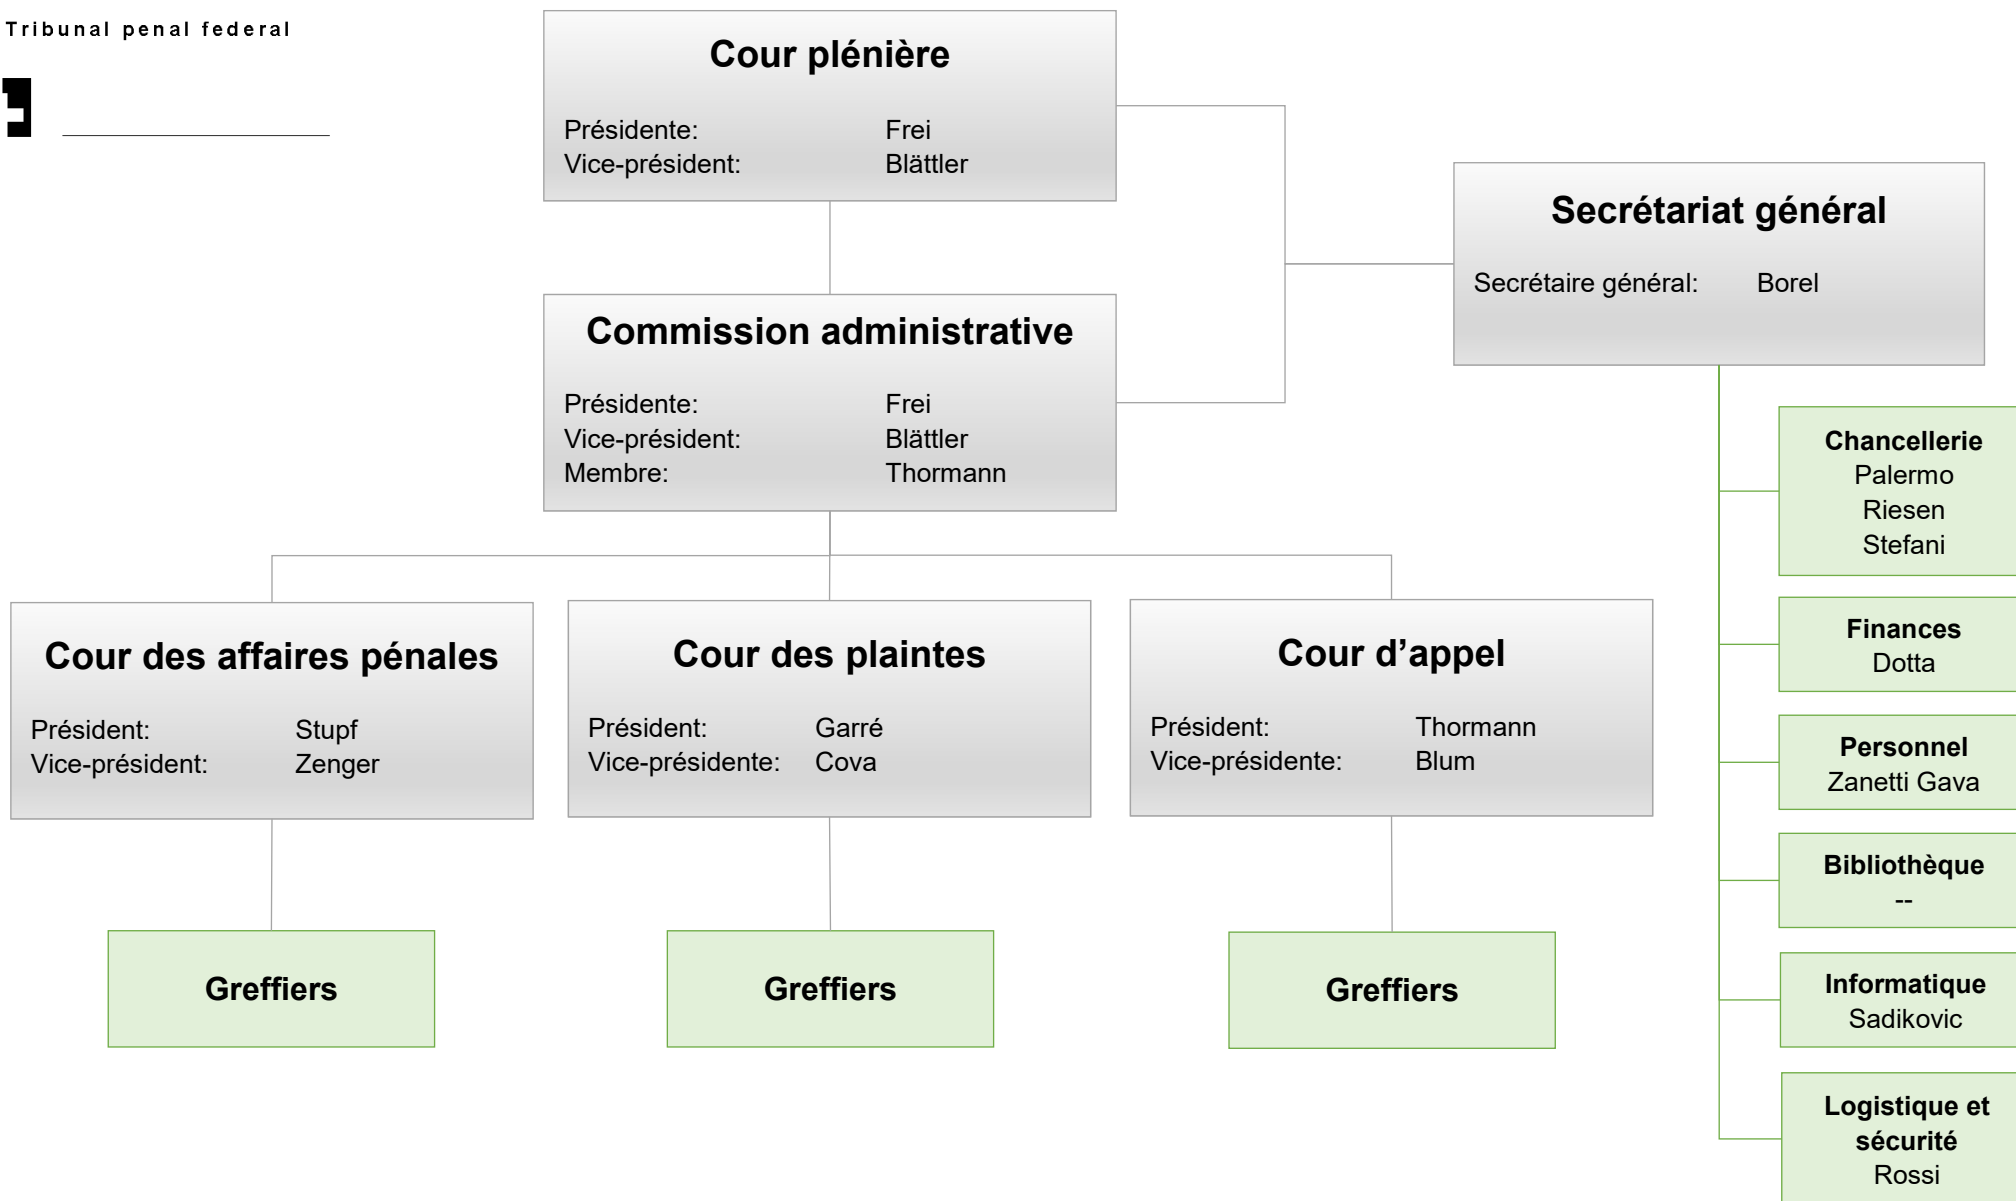 Tribunal penal federal
Cour plénière
Présidente: Frei
Vice-président: Blättler
Secrétariat général
Secrétaire général: Borel
Commission administrative
Présidente: Frei
Vice-président: Blättler
Membre: Thormann
Chancellerie
Palermo
Riesen
Stefani
Finances
Dotta
Personnel
Zanetti Gava
Bibliothèque
--
Informatique
Sadikovic
Logistique et
sécurité
Rossi
Cour des affaires pénales
Président: Stupf
Vice-président: Zenger
Cour des plaintes
Président: Garré
Vice-présidente: Cova
Cour d’appel
Président: Thormann
Vice-présidente: Blum
Greffiers
Greffiers
Greffiers